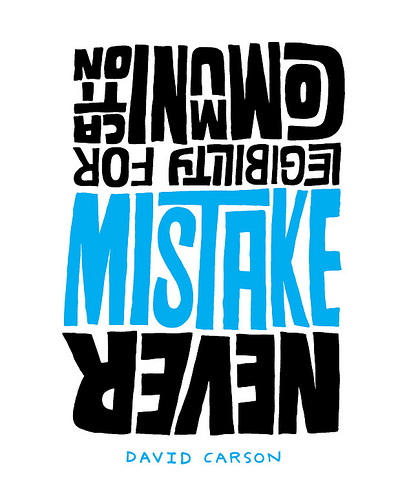 NEVER
MISTAKE
LEGIBILITY FOR
COMMUNICATION
DAVID CARSON